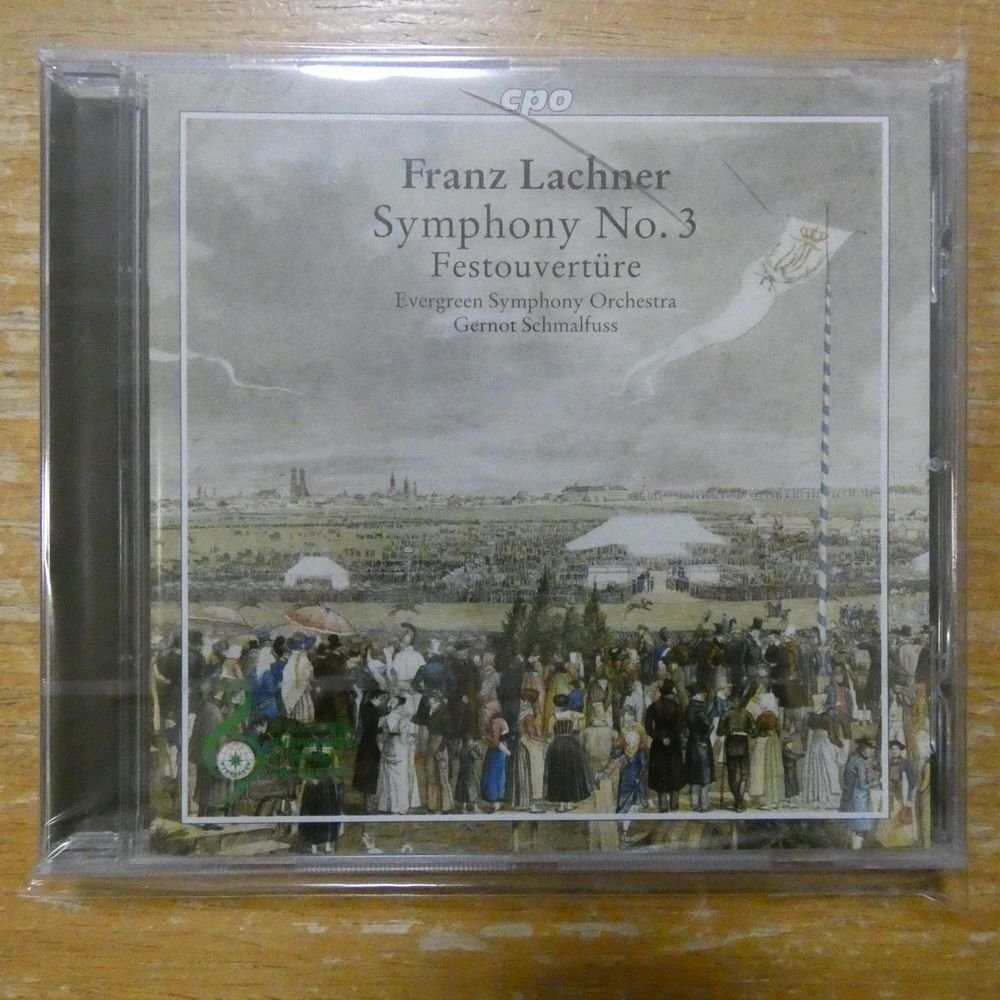 cpo
Franz Lachner
Symphony No. 3
Festouvertüre
Evergreen Symphony Orchestra
Gernot Schmalfuss